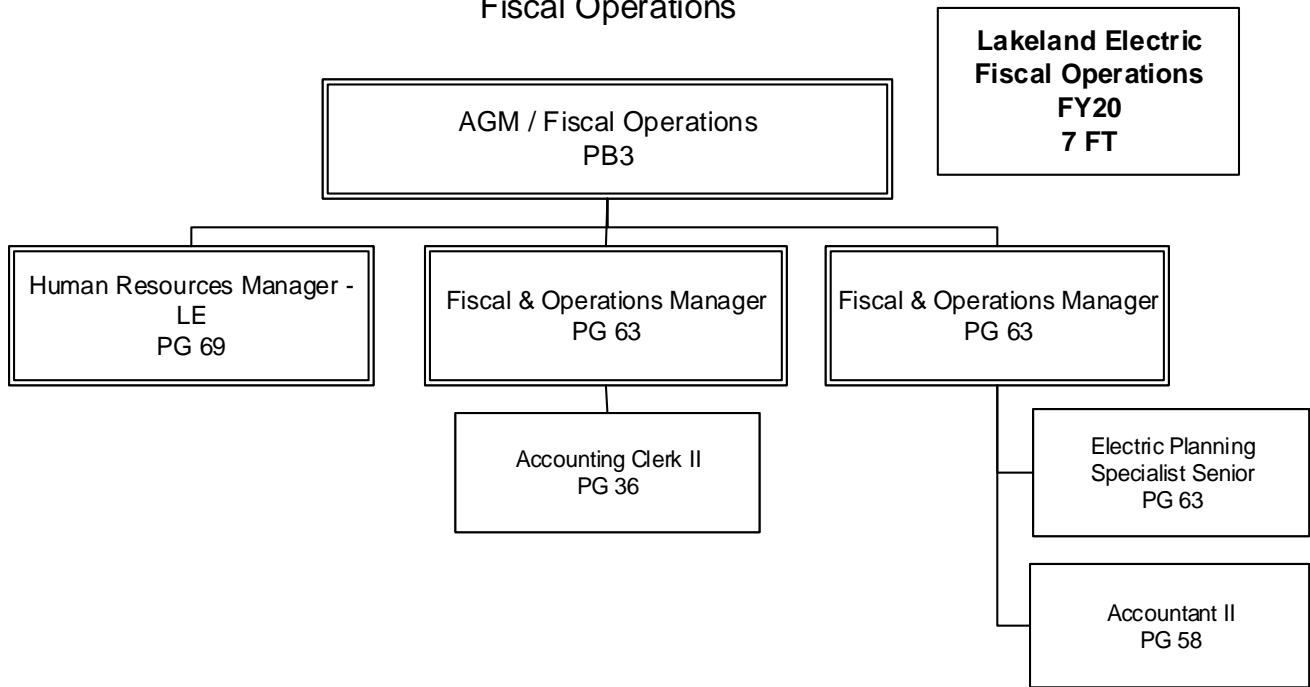 Fiscal Operations
Lakeland Electric
Fiscal Operations
FY20
7 FT
AGM / Fiscal Operations
PB3
Human Resources Manager -
LE
PG 69
Fiscal & Operations Manager
PG 63
Fiscal & Operations Manager
PG 63
Accounting Clerk II
PG 36
Electric Planning
Specialist Senior
PG 63
Accountant II
PG 58